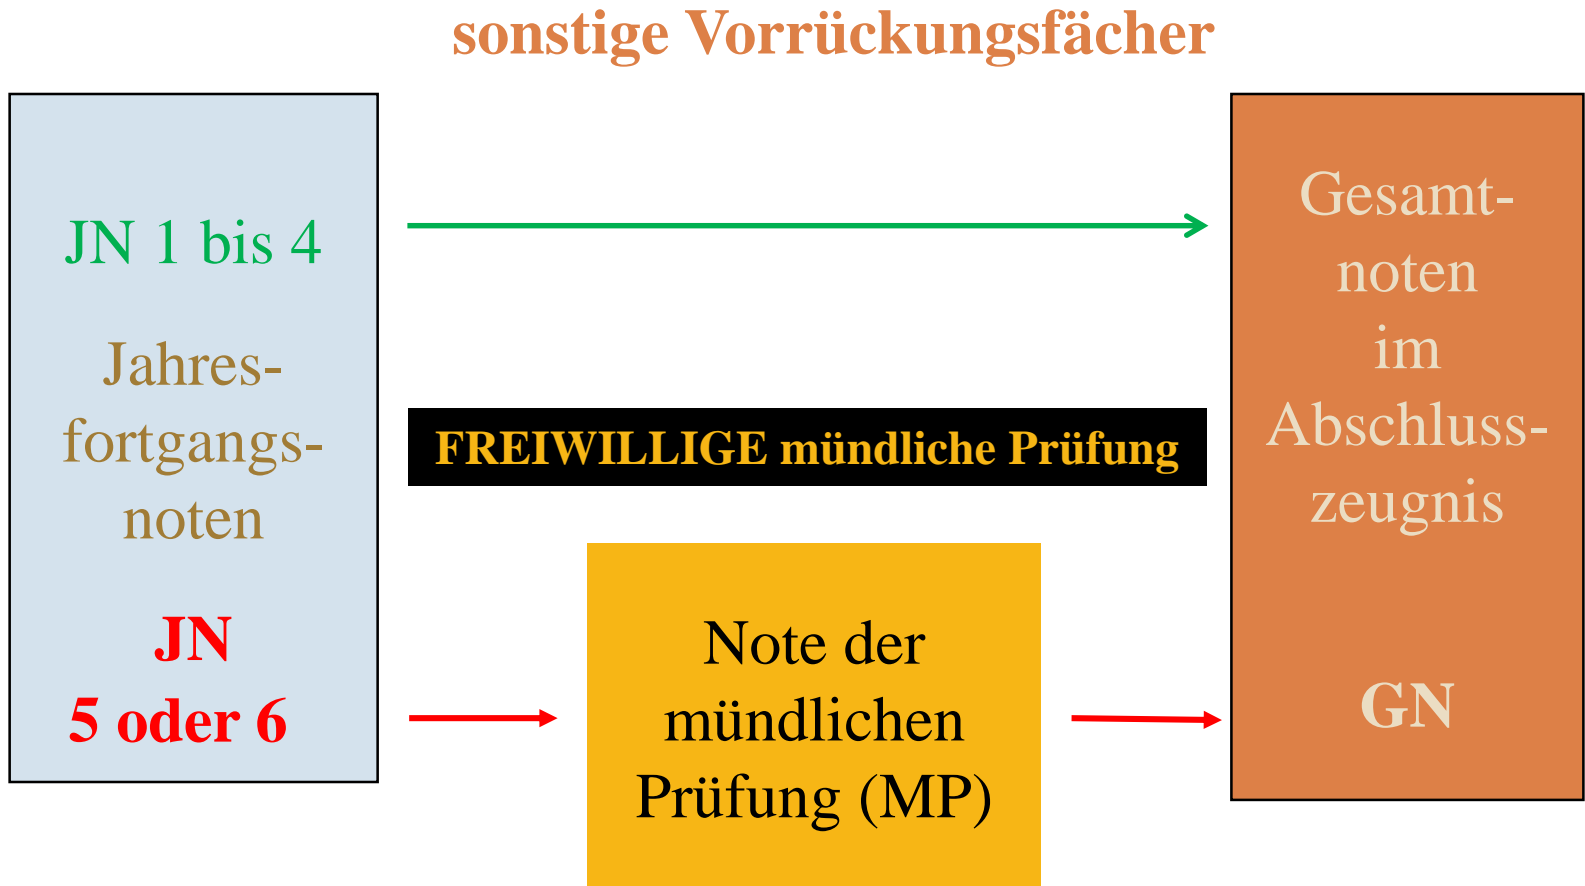 sonstige Vorrückungsfächer
JN 1 bis 4
Jahres-
fortgangs-
noten
JN
5 oder 6
FREIWILLIGE mündliche Prüfung
Note der
mündlichen
Prüfung (MP)
Gesamt-
noten
im
Abschluss-
zeugnis
GN